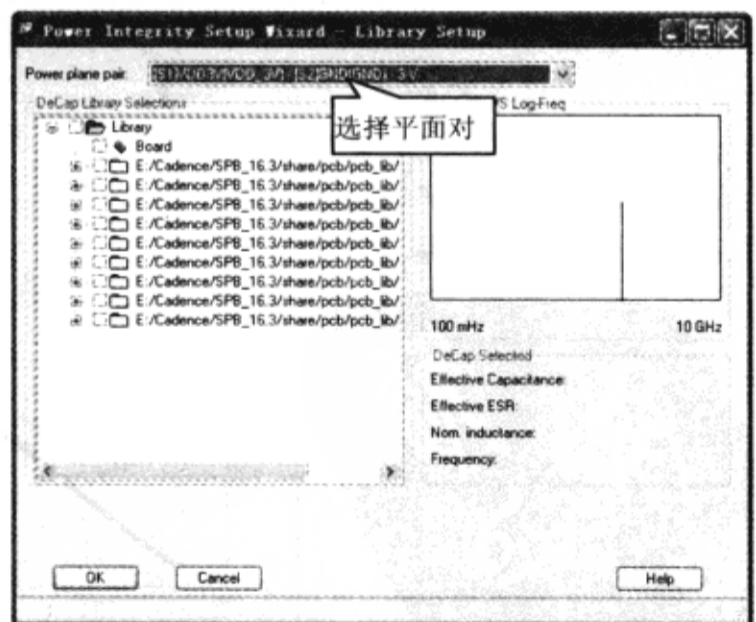 Power Integrity Setup Wizard - Library Setup
Power plane pair:
选择平面对
DeCap Library Selections
VS Log-Freq
Library
Board
E:/Cadence/SPB_16.3/share/pcb/pcb_lib/
E:/Cadence/SPB_16.3/share/pcb/pcb_lib/
E:/Cadence/SPB_16.3/share/pcb/pcb_lib/
E:/Cadence/SPB_16.3/share/pcb/pcb_lib/
E:/Cadence/SPB_16.3/share/pcb/pcb_lib/
E:/Cadence/SPB_16.3/share/pcb/pcb_lib/
E:/Cadence/SPB_16.3/share/pcb/pcb_lib/
E:/Cadence/SPB_16.3/share/pcb/pcb_lib/
E:/Cadence/SPB_16.3/share/pcb/pcb_lib/
100 mHz
10 GHz
DeCap Selected
Effective Capacitance:
Effective ESR:
Nom. inductance:
Frequency:
OK
Cancel
Help